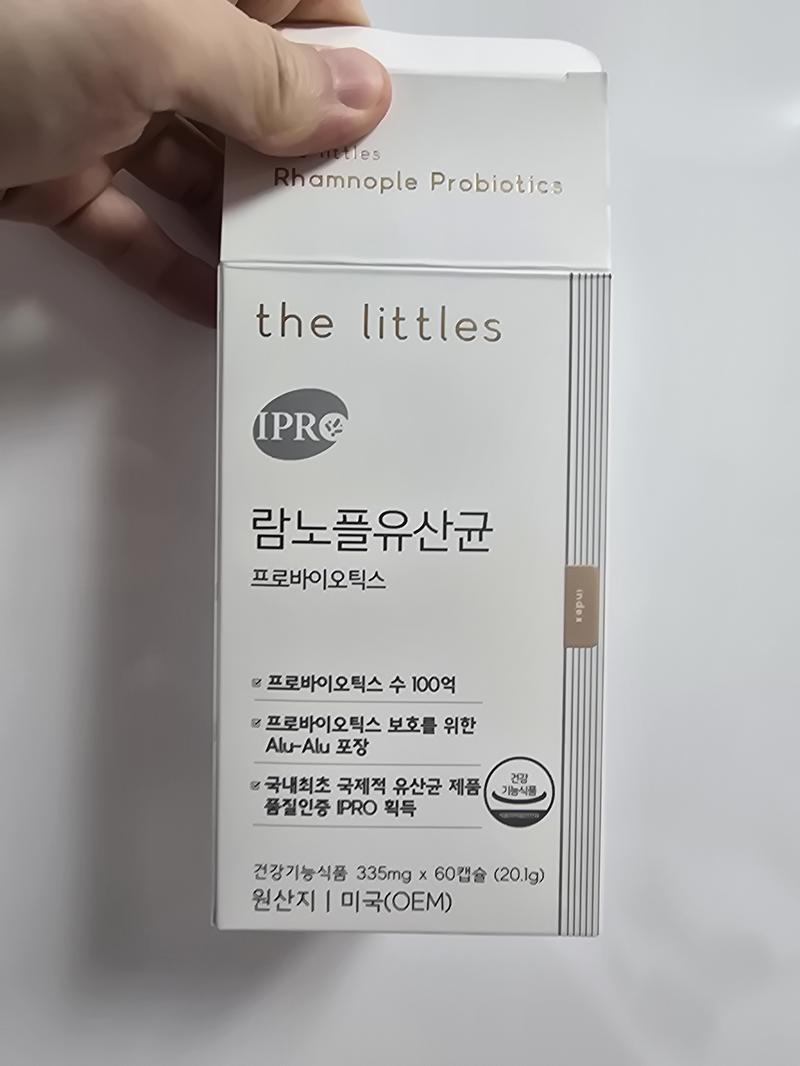 littles
Rhamnople Probiotics
the littles
IPRO
람노플유산균
프로바이오틱스
index
프로바이오틱스 수 100억
프로바이오틱스 보호를 위한
Alu-Alu 포장
국내최초 국제적 유산균 제품
품질인증 IPRO 획득
건강
기능식품
건강기능식품 335mg x 60캡슐 (20.1g)
원산지 | 미국(OEM)